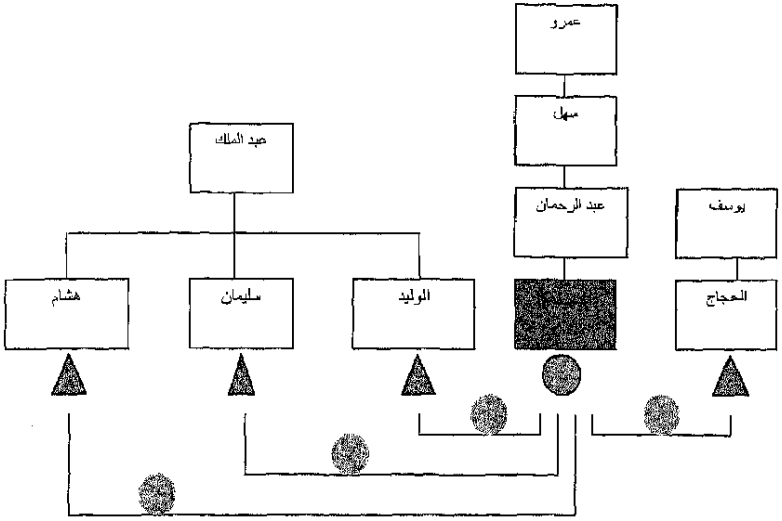 عمرو
سهل
عبد الملك
عبد الرحمان
يوسف
هشام
سليمان
الوليد
الحجاج